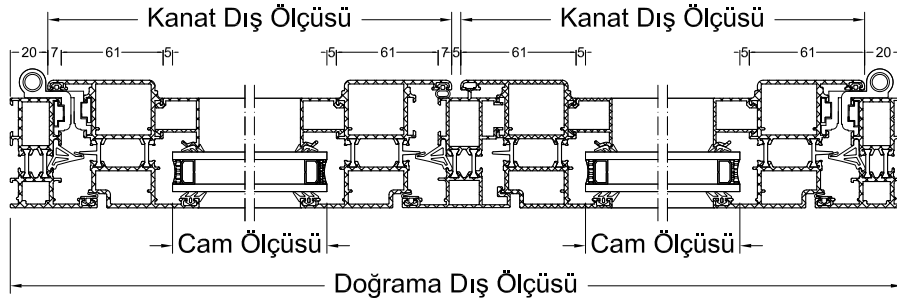 Kanat Dış Ölçüsü Kanat Dış Ölçüsü
20 7 61 5 5 61 7 5 61 5 5 61 20
Cam Ölçüsü Cam Ölçüsü
Doğrama Dış Ölçüsü